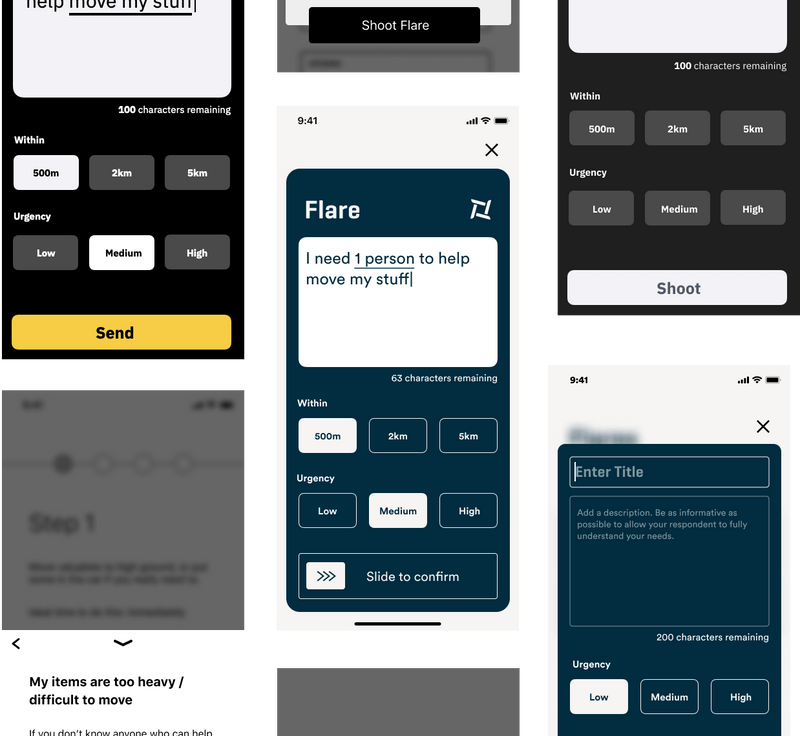 help move my stuff
100 characters remaining
Within
500m 2km 5km
Urgency
Low Medium High
Send
Step 1
My items are too heavy /
difficult to move
If you don't know anyone who can help
Shoot Flare
9:41
Flare
I need 1 person to help
move my stuff
63 characters remaining
Within
500m 2km 5km
Urgency
Low Medium High
Slide to confirm
100 characters remaining
Within
500m 2km 5km
Urgency
Low Medium High
Shoot
9:41
Flares
Enter Title
Add a description. Be as informative as
possible to allow your respondent to fully
understand your needs.
200 characters remaining
Urgency
Low Medium High